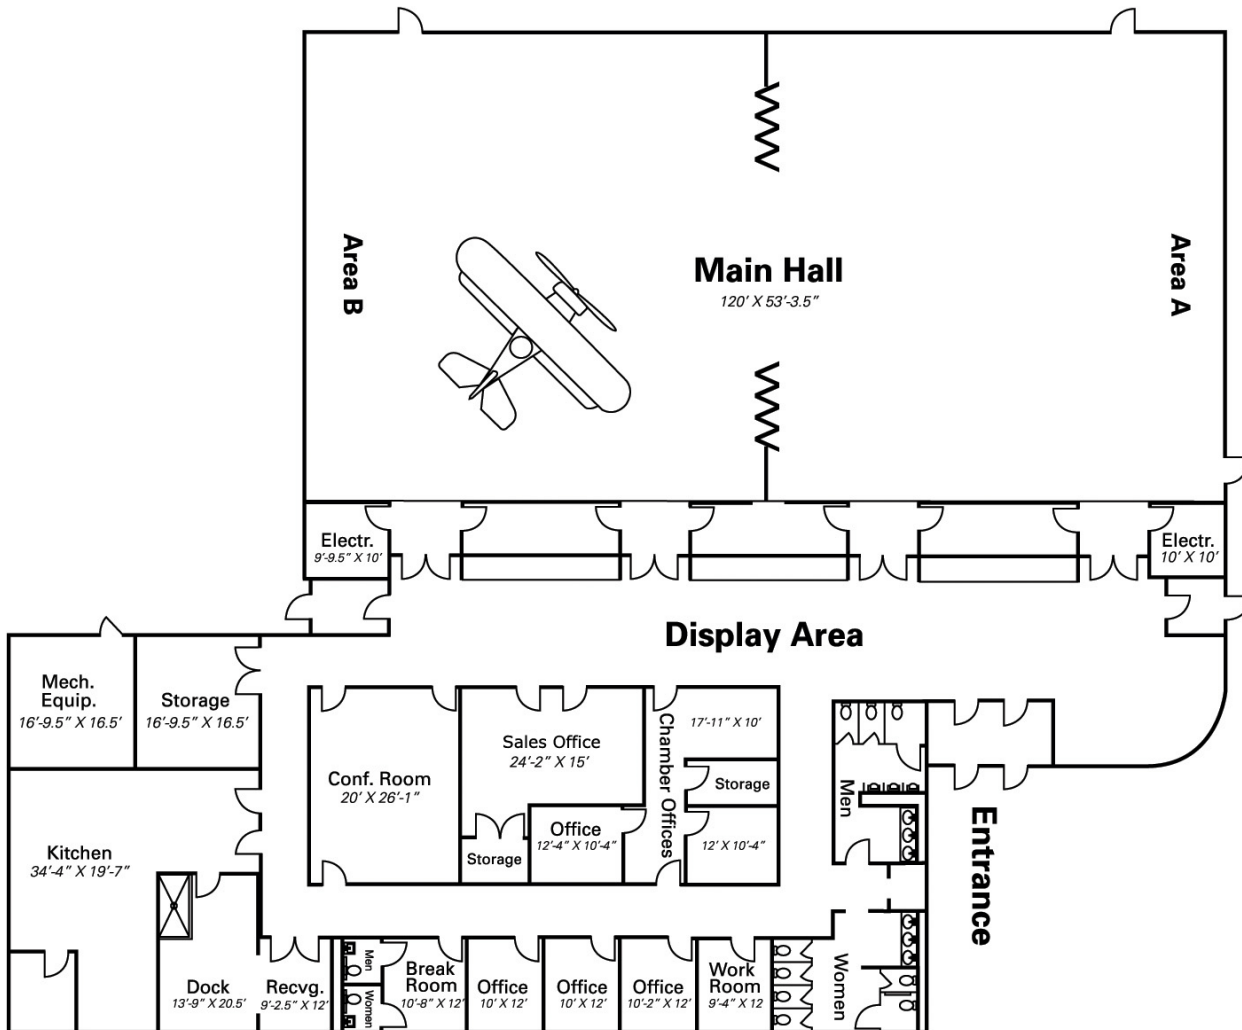 Area B
Main Hall
120' X 53'-3.5"
Area A
Electr.
9'-9.5" X 10'
Electr.
10' X 10'
Display Area
Mech.
Equip.
16'-9.5" X 16.5'
Storage
16'-9.5" X 16.5'
Conf. Room
20' X 26'-1"
Sales Office
24'-2" X 15'
Storage
Office
12'-4" X 10'-4"
Chamber Offices
17'-11" X 10'
Storage
12' X 10'-4"
Men
Entrance
Kitchen
34'-4" X 19'-7"
Dock
13'-9" X 20.5'
Recvg.
9'-2.5" X 12'
Men
Women
Break
Room
10'-8" X 12'
Office
10' X 12'
Office
10' X 12'
Office
10'-2" X 12'
Work
Room
9'-4" X 12
Women